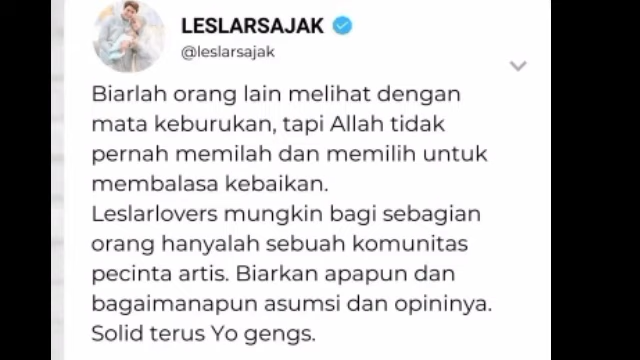 LESLARSAJAK
@leslarsajak
Biarlah orang lain melihat dengan
mata keburukan, tapi Allah tidak
pernah memilah dan memilih untuk
membalasa kebaikan.
Leslarlovers mungkin bagi sebagian
orang hanyalah sebuah komunitas
pecinta artis. Biarkan apapun dan
bagaimanapun asumsi dan opininya.
Solid terus Yo gengs.